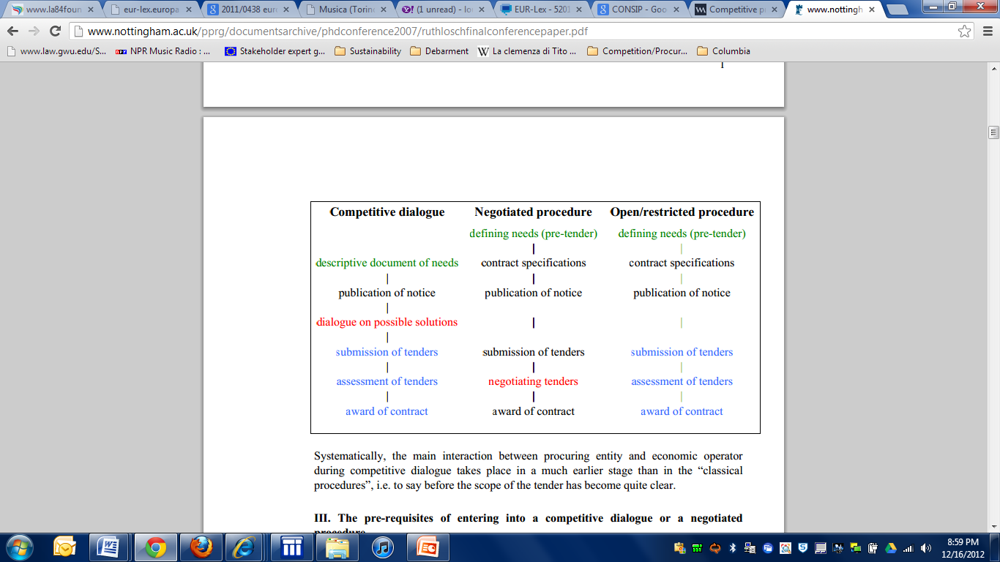 www.la84foun
eur-lex.europa
2011/0438 euro
Musica (Torino
Y! (1 unread) - lo
EUR-Lex - 5201
CONSIP - Goo
Competitive p
www.nottingh
www.nottingham.ac.uk/pprg/documentsarchive/phdconference2007/ruthloschfinalconferencepaper.pdf
www.law.gwu.edu/S... NPR Music Radio : ... Stakeholder expert g... Sustainability Debarment La clemenza di Tito ... Competition/Procur... Columbia
1
Competitive dialogue Negotiated procedure Open/restricted procedure
defining needs (pre-tender) defining needs (pre-tender)
descriptive document of needs contract specifications contract specifications
publication of notice publication of notice publication of notice
dialogue on possible solutions
submission of tenders submission of tenders submission of tenders
assessment of tenders negotiating tenders assessment of tenders
award of contract award of contract award of contract
Systematically, the main interaction between procuring entity and economic operator
during competitive dialogue takes place in a much earlier stage than in the “classical
procedures”, i.e. to say before the scope of the tender has become quite clear.
III. The pre-requisites of entering into a competitive dialogue or a negotiated
procedure
8:59 PM
12/16/2012